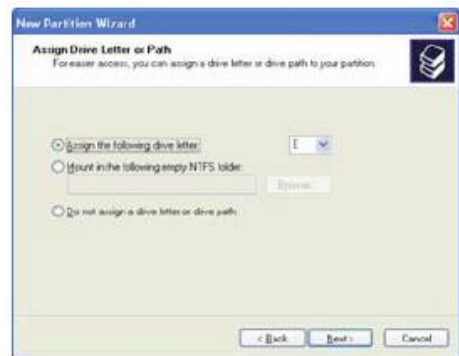 New Partition Wizard
Assign Drive Letter or Path
For easier access, you can assign a drive letter or drive path to your partition.
Assign the following drive letter: E
Mount in the following empty NTFS folder:
Browse...
Do not assign a drive letter or drive path
< Back Next > Cancel